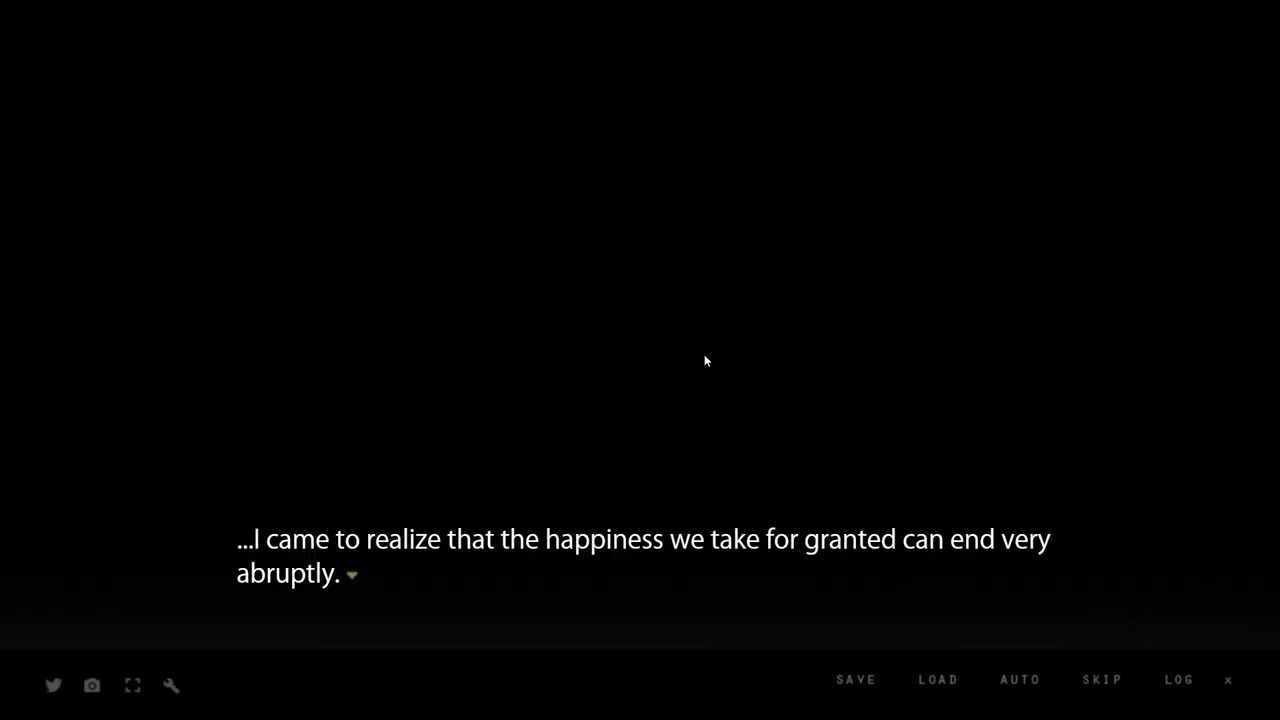 ...I came to realize that the happiness we take for granted can end very
abruptly.
SAVE LOAD AUTO SKIP LOG ×